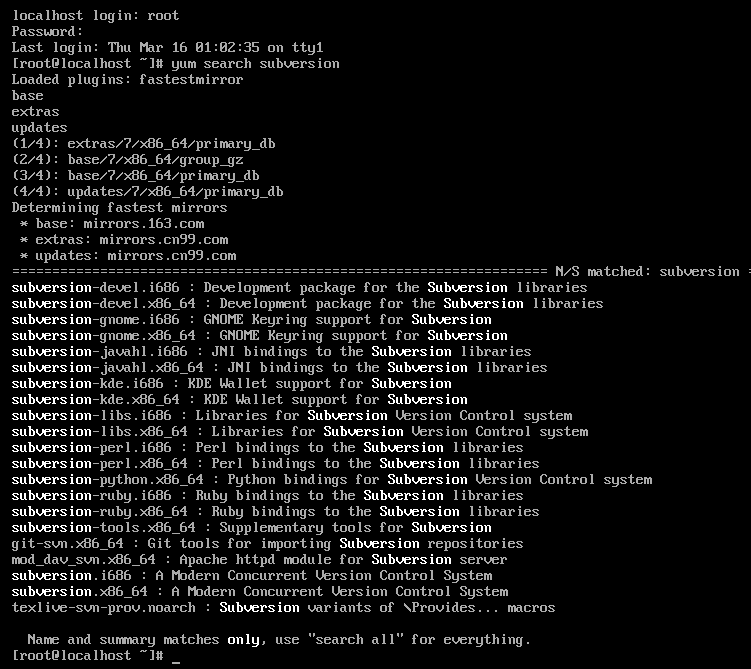 localhost login: root
Password:
Last login: Thu Mar 16 01:02:35 on tty1
[root@localhost ~]# yum search subversion
Loaded plugins: fastestmirror
base
extras
updates
(1/4): extras/7/x86_64/primary_db
(2/4): base/7/x86_64/group_gz
(3/4): base/7/x86_64/primary_db
(4/4): updates/7/x86_64/primary_db
Determining fastest mirrors
 * base: mirrors.163.com
 * extras: mirrors.cn99.com
 * updates: mirrors.cn99.com
=================================================================== N/S matched: subversion =
subversion-devel.i686 : Development package for the Subversion libraries
subversion-devel.x86_64 : Development package for the Subversion libraries
subversion-gnome.i686 : GNOME Keyring support for Subversion
subversion-gnome.x86_64 : GNOME Keyring support for Subversion
subversion-javahl.i686 : JNI bindings to the Subversion libraries
subversion-javahl.x86_64 : JNI bindings to the Subversion libraries
subversion-kde.i686 : KDE Wallet support for Subversion
subversion-kde.x86_64 : KDE Wallet support for Subversion
subversion-libs.i686 : Libraries for Subversion Version Control system
subversion-libs.x86_64 : Libraries for Subversion Version Control system
subversion-perl.i686 : Perl bindings to the Subversion libraries
subversion-perl.x86_64 : Perl bindings to the Subversion libraries
subversion-python.x86_64 : Python bindings for Subversion Version Control system
subversion-ruby.i686 : Ruby bindings to the Subversion libraries
subversion-ruby.x86_64 : Ruby bindings to the Subversion libraries
subversion-tools.x86_64 : Supplementary tools for Subversion
git-svn.x86_64 : Git tools for importing Subversion repositories
mod_dav_svn.x86_64 : Apache httpd module for Subversion server
subversion.i686 : A Modern Concurrent Version Control System
subversion.x86_64 : A Modern Concurrent Version Control System
texlive-svn-prov.noarch : Subversion variants of \Provides... macros

  Name and summary matches only, use "search all" for everything.
[root@localhost ~]# _